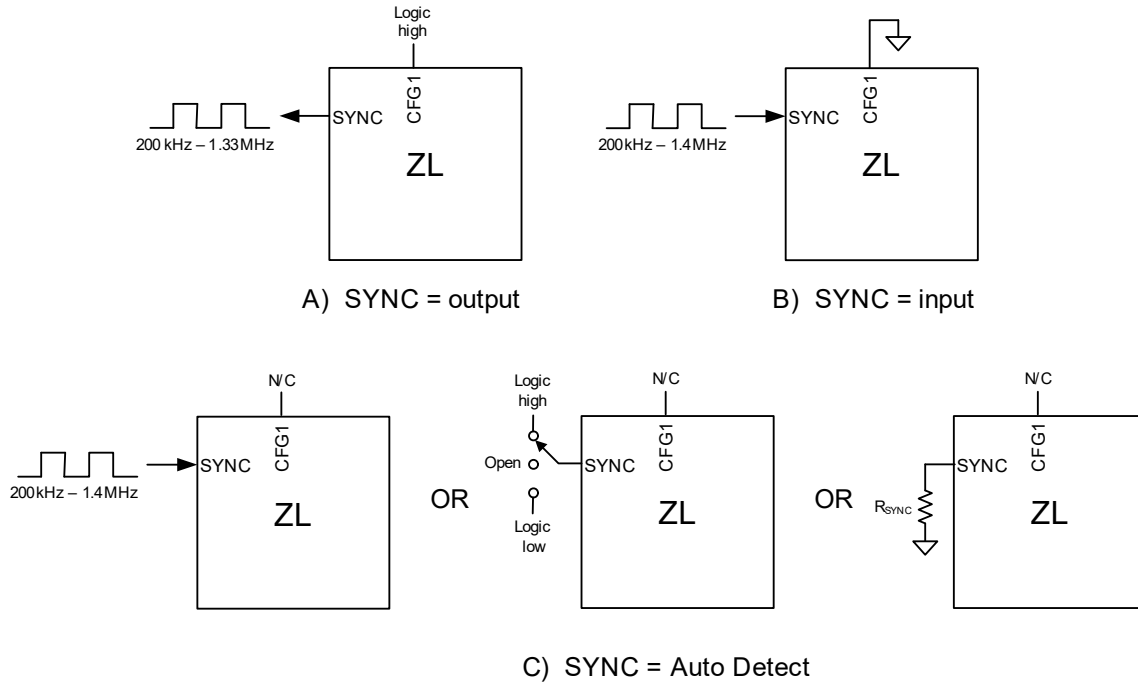 Logic
high
CFG1
SYNC
200 kHz – 1.33MHz
ZL
A) SYNC = output
CFG1
SYNC
200kHz – 1.4MHz
ZL
B) SYNC = input
N/C
CFG1
SYNC
200kHz – 1.4MHz
ZL
OR
Logic
high
Open
Logic
low
N/C
CFG1
SYNC
ZL
OR
N/C
CFG1
SYNC
RSYNC
ZL
C) SYNC = Auto Detect